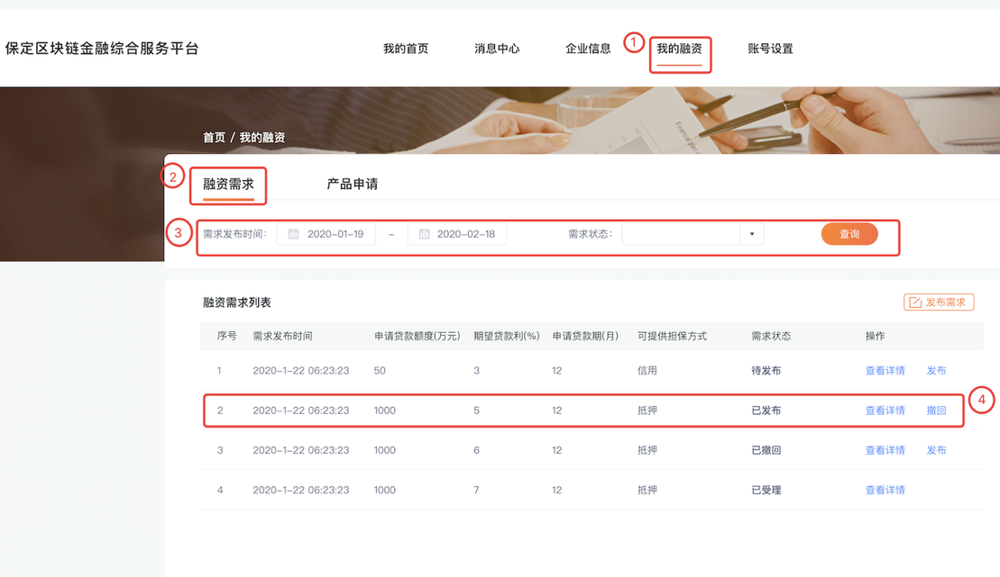 保定区块链金融综合服务平台 我的首页 消息中心 企业信息 ① 我的融资 账号设置
首页 / 我的融资
② 融资需求 产品申请
③ 需求发布时间: 2020-01-19 – 2020-02-18 需求状态: 查询
融资需求列表 发布需求
序号 需求发布时间 申请贷款额度(万元) 期望贷款利(%) 申请贷款期(月) 可提供担保方式 需求状态 操作
1 2020-1-22 06:23:23 50 3 12 信用 待发布 查看详情 发布
2 2020-1-22 06:23:23 1000 5 12 抵押 已发布 查看详情 撤回 ④
3 2020-1-22 06:23:23 1000 6 12 抵押 已撤回 查看详情 发布
4 2020-1-22 06:23:23 1000 7 12 抵押 已受理 查看详情